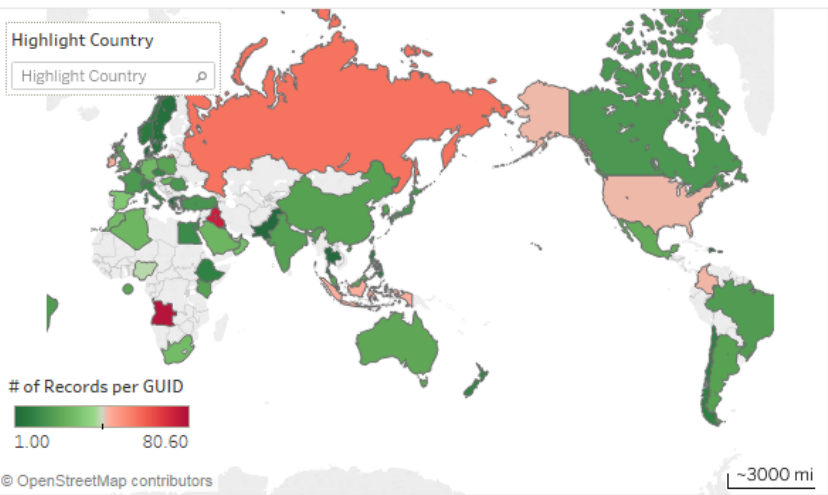 Highlight Country
Highlight Country
# of Records per GUID
1.00 80.60
© OpenStreetMap contributors
~3000 mi